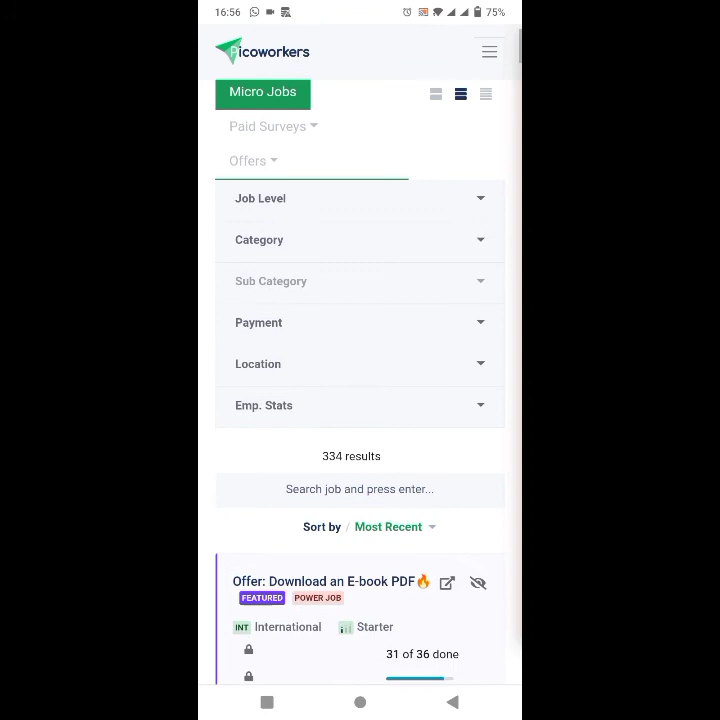 16:56
75%
Picoworkers
Micro Jobs
Paid Surveys
Offers
Job Level
Category
Sub Category
Payment
Location
Emp. Stats
334 results
Search job and press enter...
Sort by / Most Recent
Offer: Download an E-book PDF🔥
FEATURED POWER JOB
INT International Starter
31 of 36 done